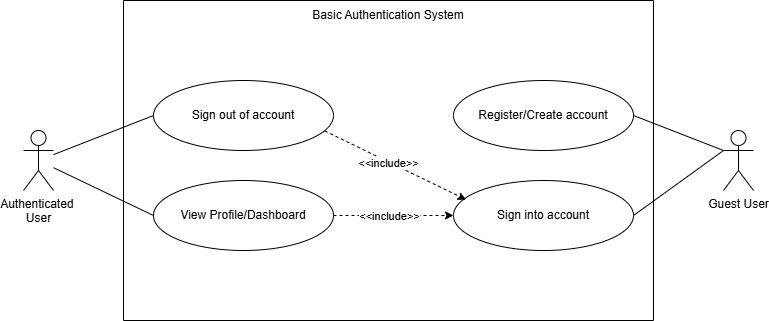 Basic Authentication System
Sign out of account
Register/Create account
<<include>>
Authenticated
User
View Profile/Dashboard
<<include>>
Sign into account
Guest User